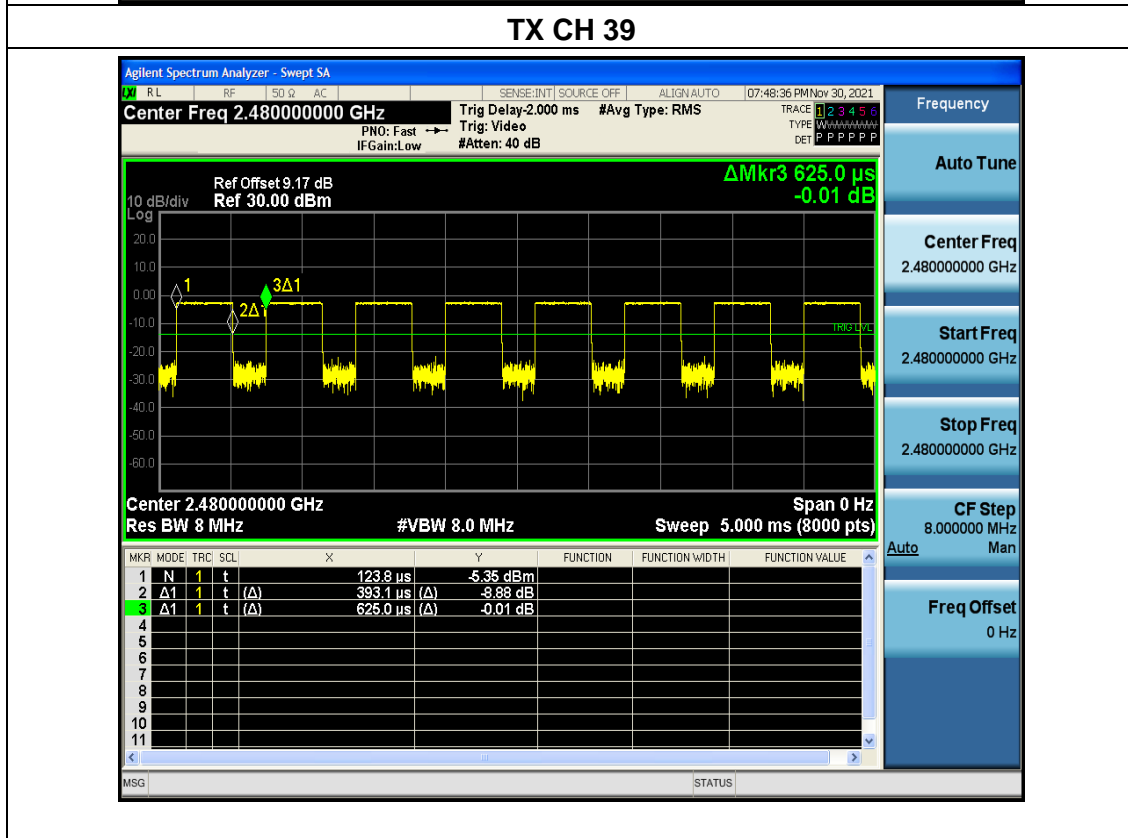 TX CH 39
Agilent Spectrum Analyzer - Swept SA
LXI RL RF 50 Ω AC SENSE:INT SOURCE OFF ALIGN AUTO 07:48:36 PM Nov 30, 2021
Center Freq 2.480000000 GHz
PNO: Fast
IFGain:Low
Trig Delay-2.000 ms
Trig: Video
#Atten: 40 dB
#Avg Type: RMS
TRACE 1 2 3 4 5 6
TYPE WWWWWW
DET P P P P P P
ΔMkr3 625.0 µs
-0.01 dB
Ref Offset 9.17 dB
10 dB/div Ref 30.00 dBm
Log
20.0
10.0
0.00
-10.0
-20.0
-30.0
-40.0
-50.0
-60.0
1
2Δ1
3Δ1
TRIG LVL
Center 2.480000000 GHz Span 0 Hz
Res BW 8 MHz #VBW 8.0 MHz Sweep 5.000 ms (8000 pts)
MKR MODE TRC SCL X Y FUNCTION FUNCTION WIDTH FUNCTION VALUE
1 N 1 t 123.8 µs -5.35 dBm
2 Δ1 1 t (Δ) 393.1 µs (Δ) -8.88 dB
3 Δ1 1 t (Δ) 625.0 µs (Δ) -0.01 dB
4
5
6
7
8
9
10
11
MSG STATUS
Frequency
Auto Tune
Center Freq
2.480000000 GHz
Start Freq
2.480000000 GHz
Stop Freq
2.480000000 GHz
CF Step
8.000000 MHz
Auto Man
Freq Offset
0 Hz